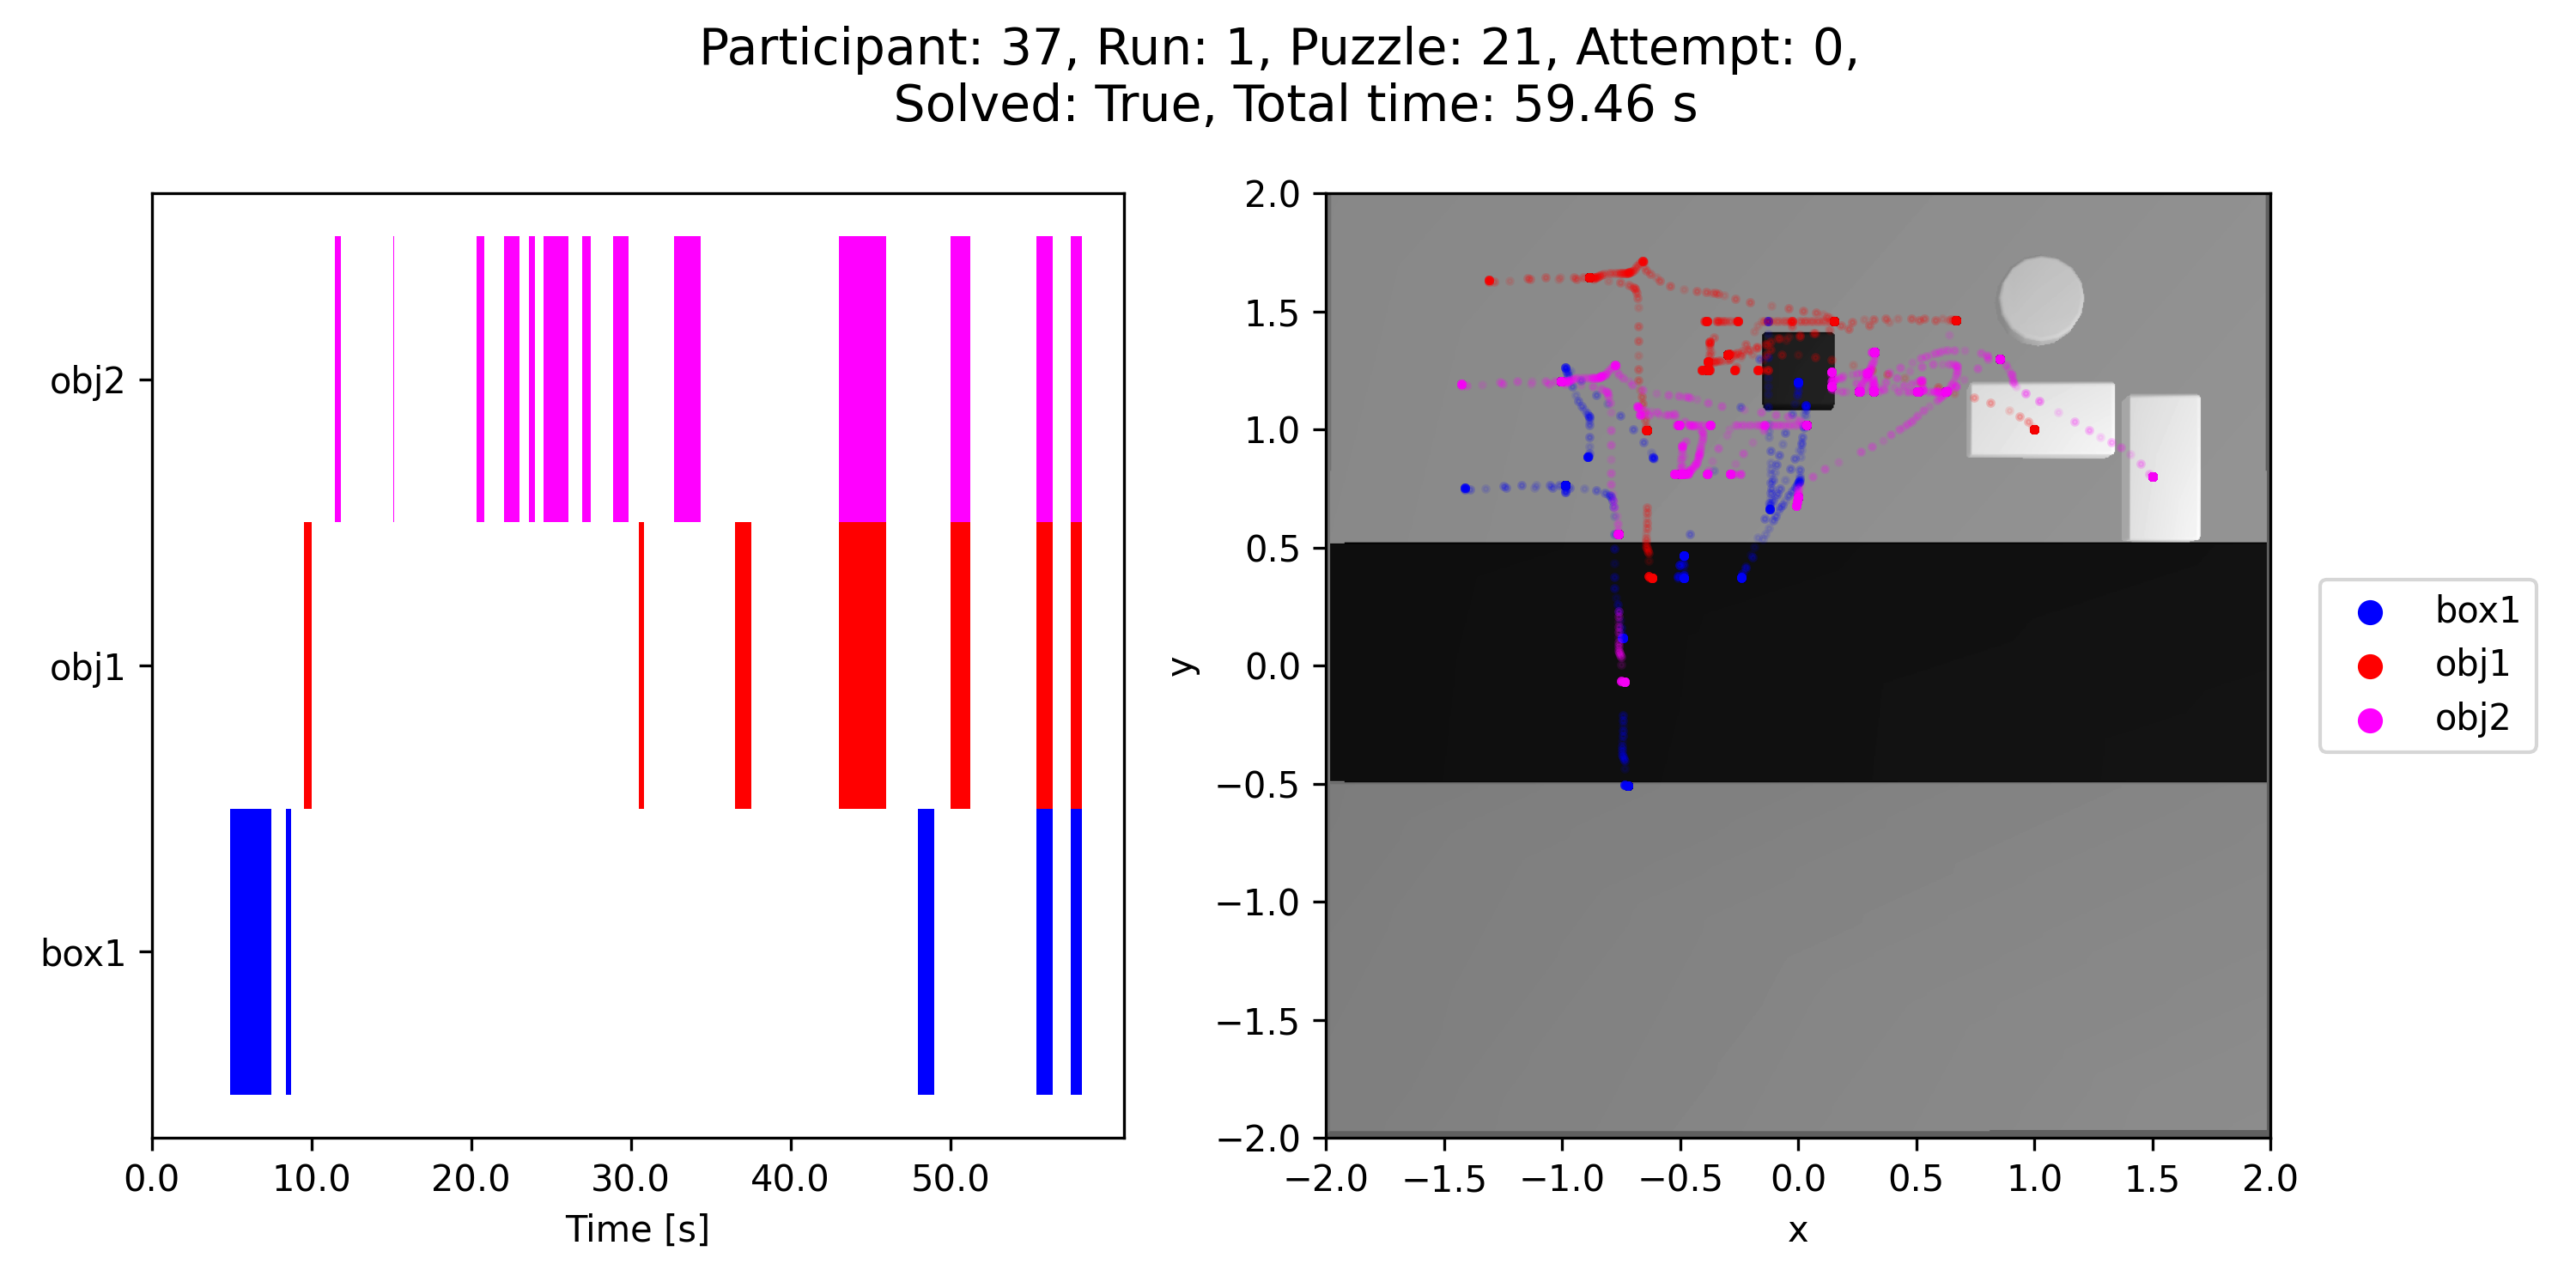 Participant: 37, Run: 1, Puzzle: 21, Attempt: 0,
Solved: True, Total time: 59.46 s
obj2
obj1
box1
0.0 10.0 20.0 30.0 40.0 50.0
Time [s]
2.0
1.5
1.0
0.5
0.0
−0.5
−1.0
−1.5
−2.0
y
−2.0 −1.5 −1.0 −0.5 0.0 0.5 1.0 1.5 2.0
x
box1
obj1
obj2